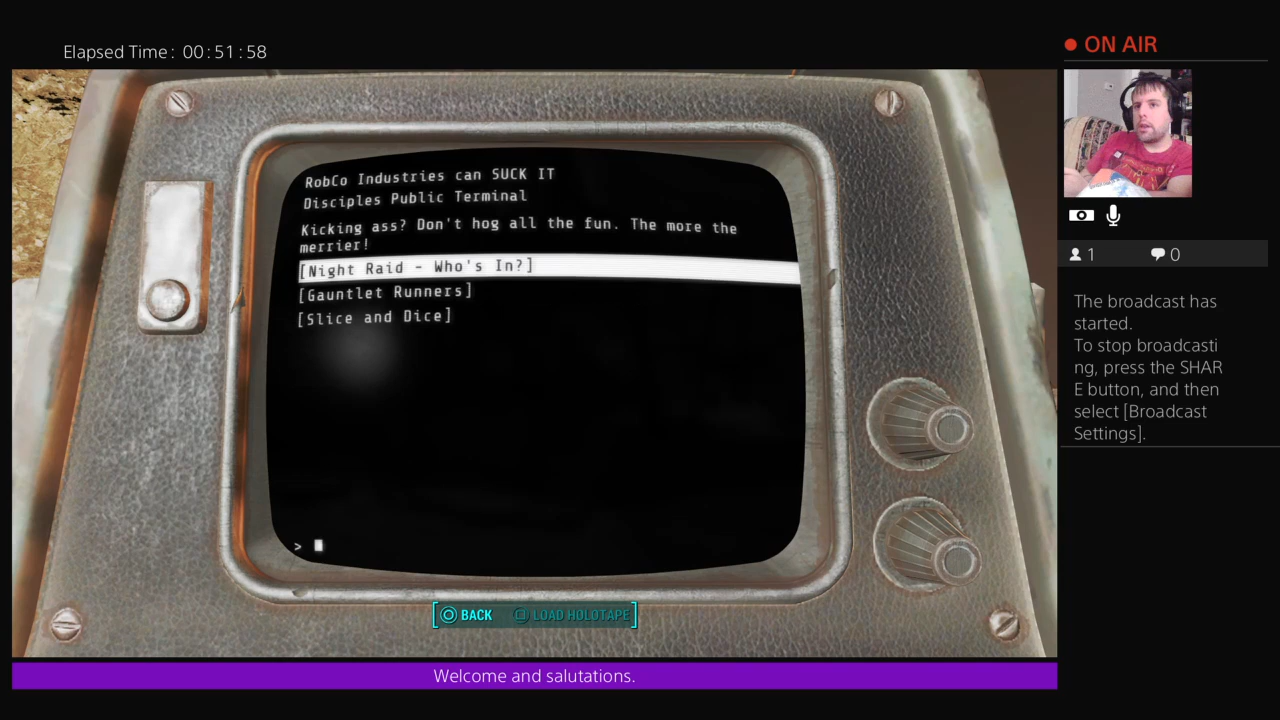 Elapsed Time: 00:51:58
ON AIR
RobCo Industries can SUCK IT
Disciples Public Terminal
Kicking ass? Don't hog all the fun. The more the
merrier!
[Night Raid - Who's In?]
[Gauntlet Runners]
[Slice and Dice]
>
BACK
LOAD HOLOTAPE
1
0
The broadcast has
started.
To stop broadcasti
ng, press the SHAR
E button, and then
select [Broadcast
Settings].
Welcome and salutations.